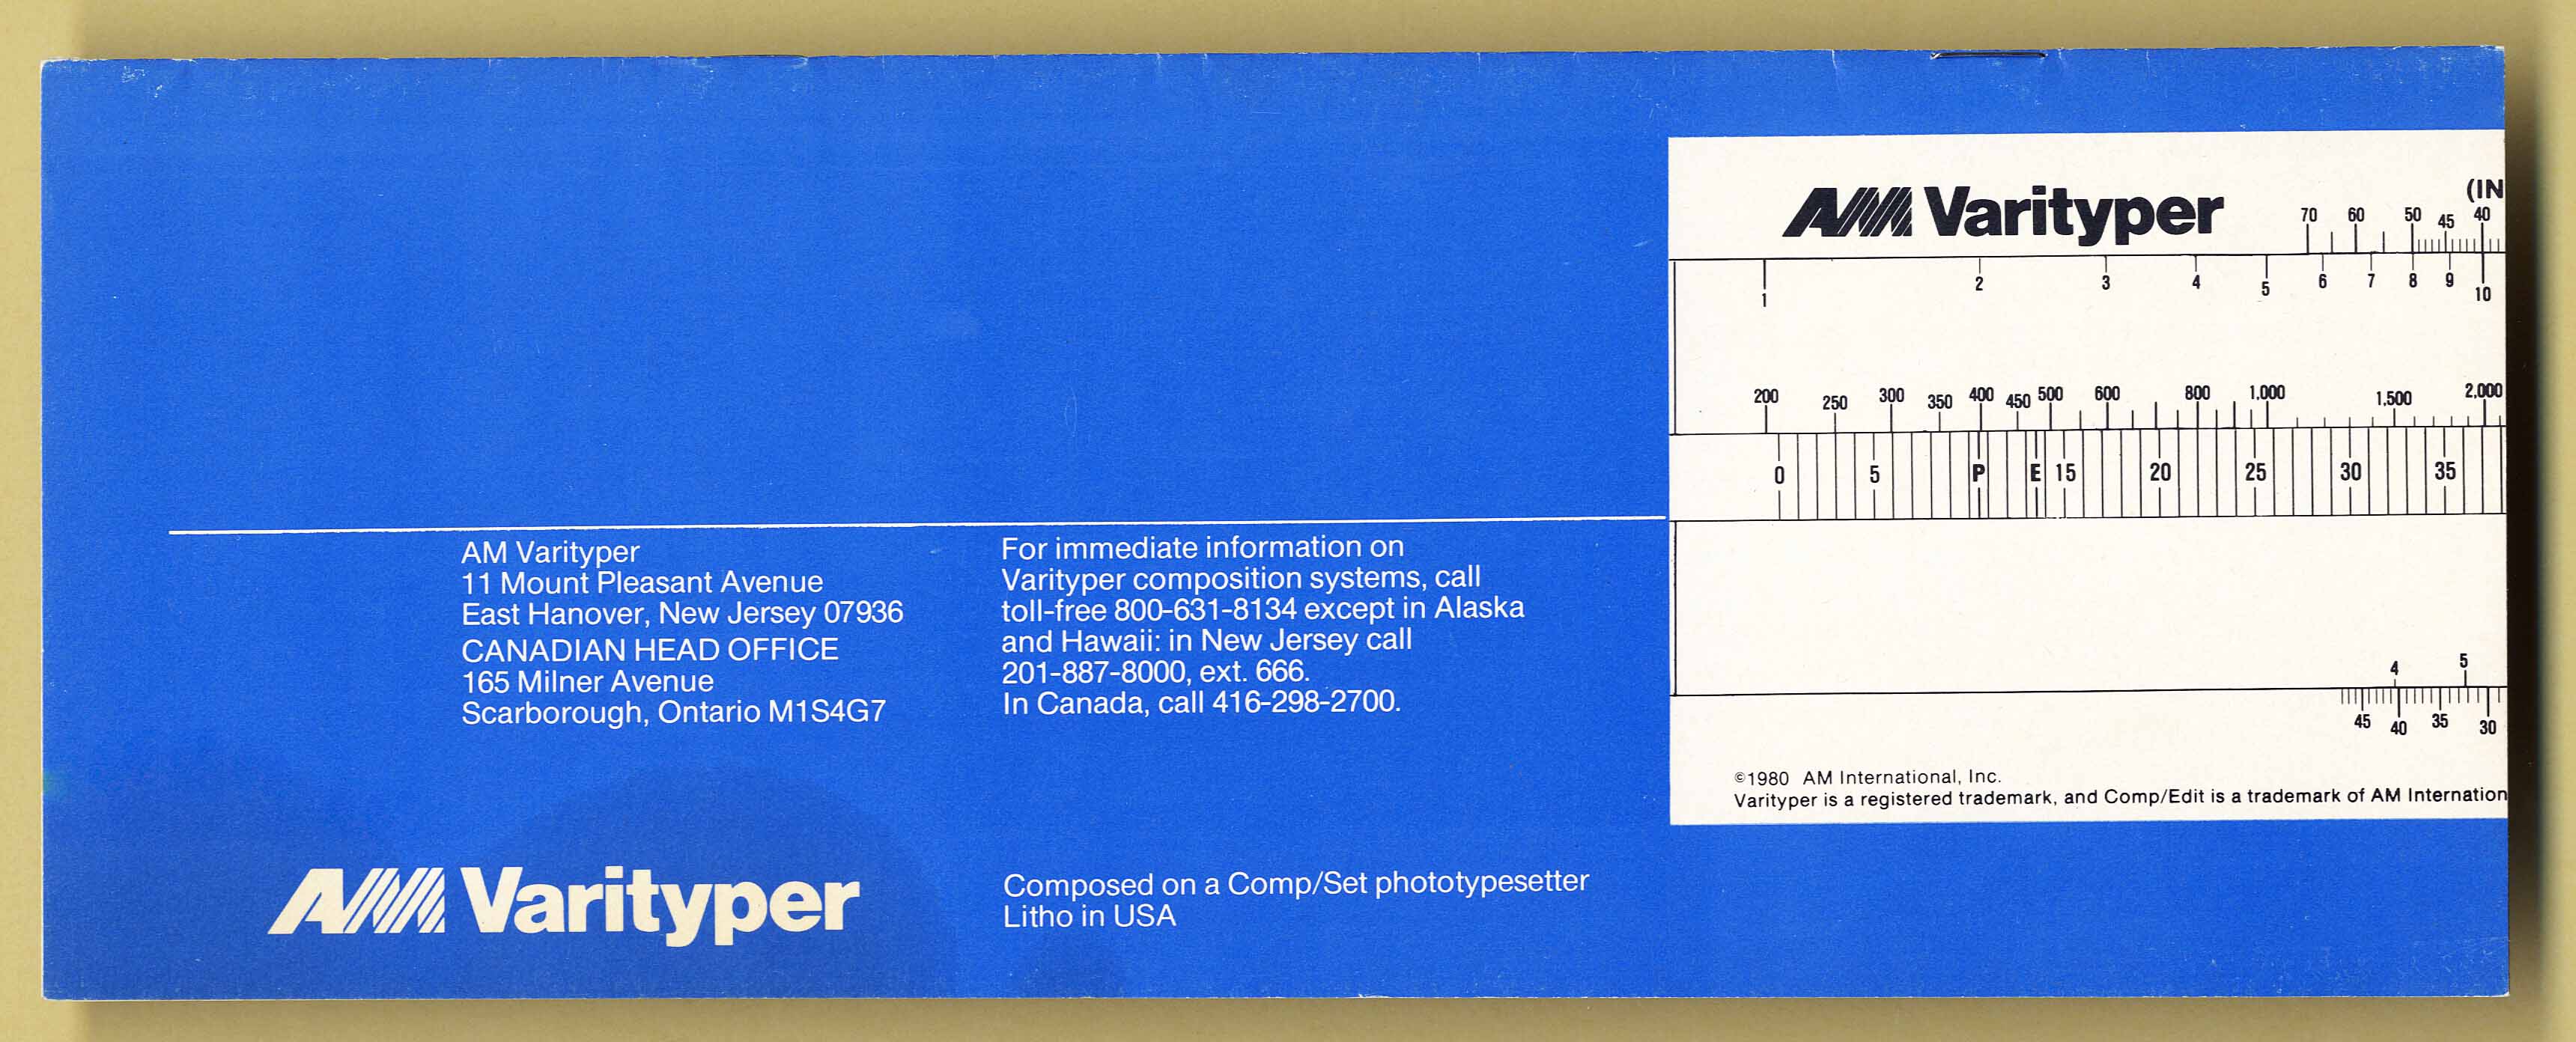 AM Varityper
11 Mount Pleasant Avenue
East Hanover, New Jersey 07936
CANADIAN HEAD OFFICE
165 Milner Avenue
Scarborough, Ontario M1S4G7
For immediate information on
Varityper composition systems, call
toll-free 800-631-8134 except in Alaska
and Hawaii: in New Jersey call
201-887-8000, ext. 666.
In Canada, call 416-298-2700.
AM Varityper
Composed on a Comp/Set phototypesetter
Litho in USA
AM Varityper
(IN
70 60 50 45 40
1 2 3 4 5 6 7 8 9 10
200 250 300 350 400 450 500 600 800 1,000 1,500 2,000
0 5 P E 15 20 25 30 35
4 5
45 40 35 30
©1980 AM International, Inc.
Varityper is a registered trademark, and Comp/Edit is a trademark of AM Internation